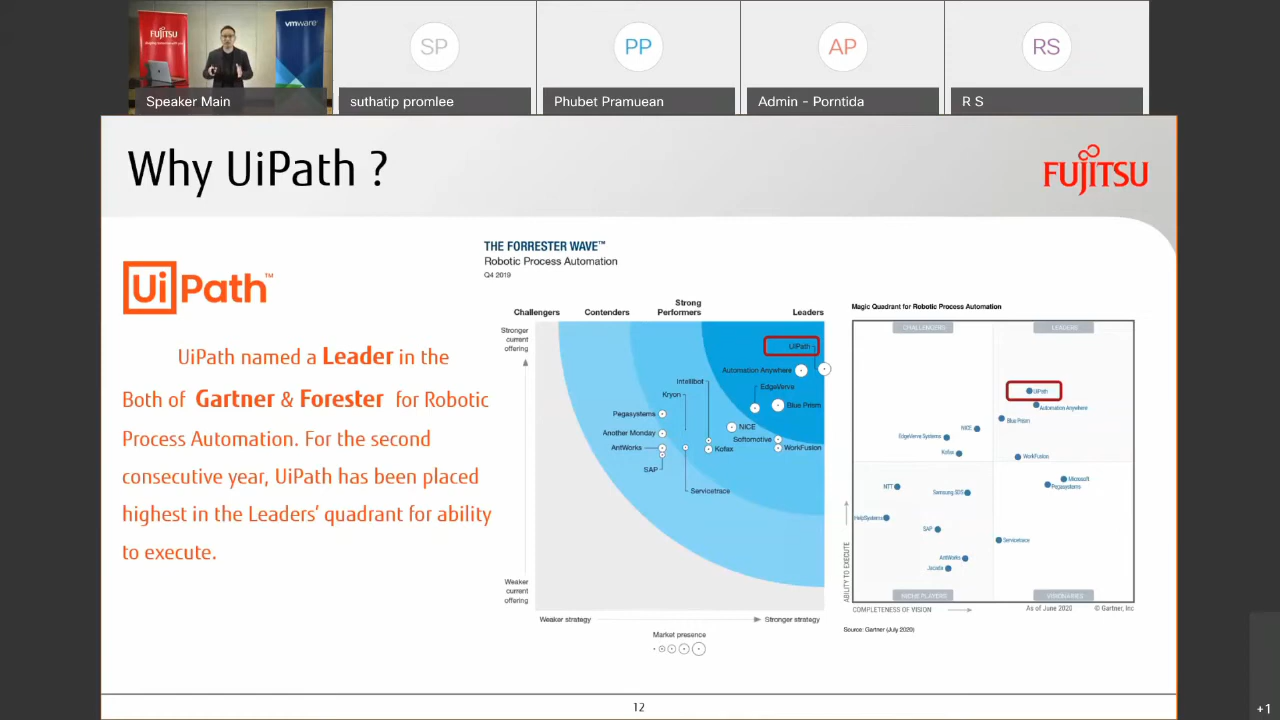 FUJITSU
vmware
SP
PP
AP
RS
Speaker Main
suthatip promlee
Phubet Pramuean
Admin - Porntida
R S
Why UiPath ?
FUJITSU
UiPath™
UiPath named a Leader in the
Both of Gartner & Forester for Robotic
Process Automation. For the second
consecutive year, UiPath has been placed
highest in the Leaders' quadrant for ability
to execute.
THE FORRESTER WAVE™
Robotic Process Automation
Q4 2019
Challengers
Contenders
Strong
Performers
Leaders
Stronger
current
offering
UiPath
Automation Anywhere
Intellibot
EdgeVerve
Kryon
Blue Prism
Pegasystems
NICE
Another Monday
Softomotive
AntWorks
Kofax
WorkFusion
SAP
Servicetrace
Weaker
current
offering
Weaker strategy
Stronger strategy
Market presence
Magic Quadrant for Robotic Process Automation
CHALLENGERS
LEADERS
UiPath
Automation Anywhere
Blue Prism
NICE
EdgeVerve Systems
Kofax
WorkFusion
Microsoft
Pegasystems
NTT
Samsung SDS
HelpSystems
SAP
Servicetrace
AntWorks
Jacada
NICHE PLAYERS
VISIONARIES
ABILITY TO EXECUTE
COMPLETENESS OF VISION
As of June 2020
© Gartner, Inc
Source: Gartner (July 2020)
12
+1